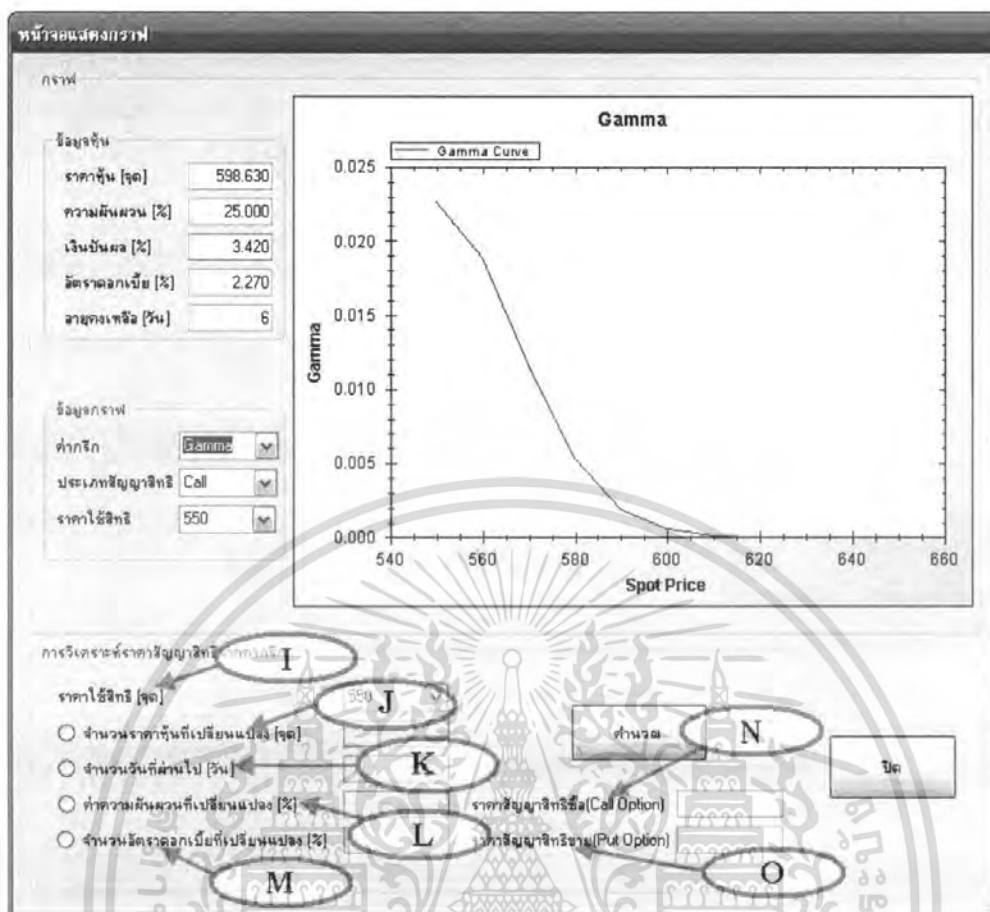 หน้าจอแสดงกราฟ
กราฟ
ข้อมูลหุ้น
ราคาหุ้น [จุด] 598.630
ความผันผวน [%] 25.000
เงินปันผล [%] 3.420
อัตราดอกเบี้ย [%] 2.270
อายุคงเหลือ [วัน] 6
ข้อมูลกราฟ
ค่ากรีก Gamma
ประเภทสัญญาสิทธิ Call
ราคาใช้สิทธิ 550
Gamma
Gamma Curve
Gamma
0.025
0.020
0.015
0.010
0.005
0.000
540 560 580 600 620 640 660
Spot Price
การวิเคราะห์ราคาสัญญาสิทธิ
I
ราคาใช้สิทธิ [จุด] 550
J
จำนวนราคาหุ้นที่เปลี่ยนแปลง [จุด]
คำนวณ
N
K
จำนวนวันที่ผ่านไป [วัน]
ปิด
ค่าความผันผวนที่เปลี่ยนแปลง [%]
ราคาสัญญาสิทธิซื้อ(Call Option)
L
จำนวนอัตราดอกเบี้ยที่เปลี่ยนแปลง [%]
ราคาสัญญาสิทธิขาย(Put Option)
M
O